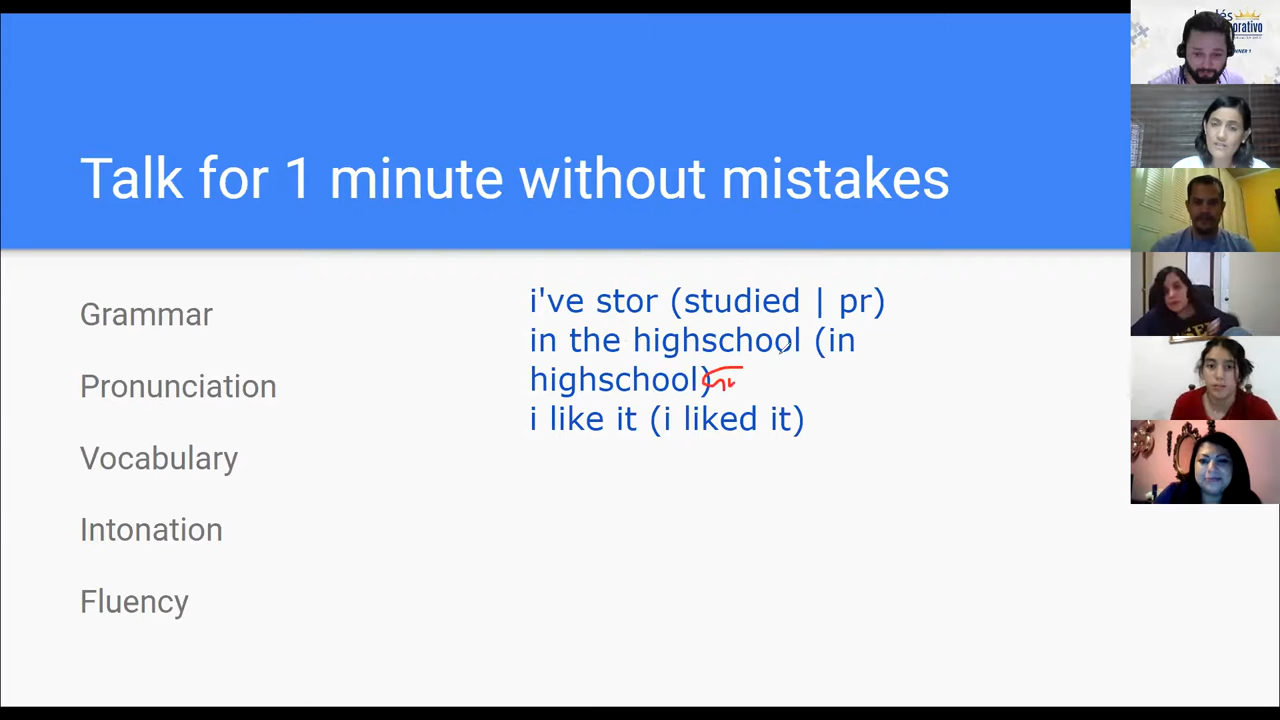 Talk for 1 minute without mistakes
Grammar
Pronunciation
Vocabulary
Intonation
Fluency
i've stor (studied | pr)
in the highschool (in
highschool)
i like it (i liked it)